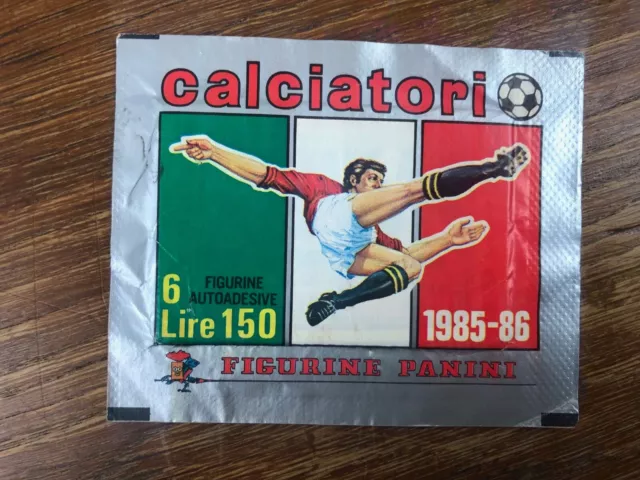 calciatori
6 FIGURINE
AUTOADESIVE
Lire 150
1985-86
FIGURINE PANINI